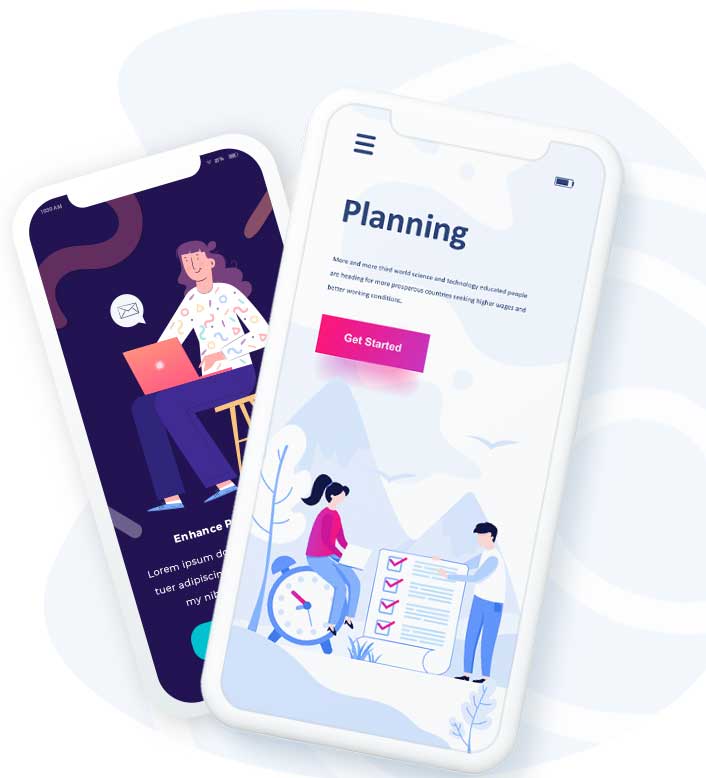 10:00 AM
Enhance P
Lorem ipsum do
tuer adipiscin
my nib
Planning
More and more third world science and technology educated people
are heading for more prosperous countries seeking higher wages and
better working conditions.
Get Started